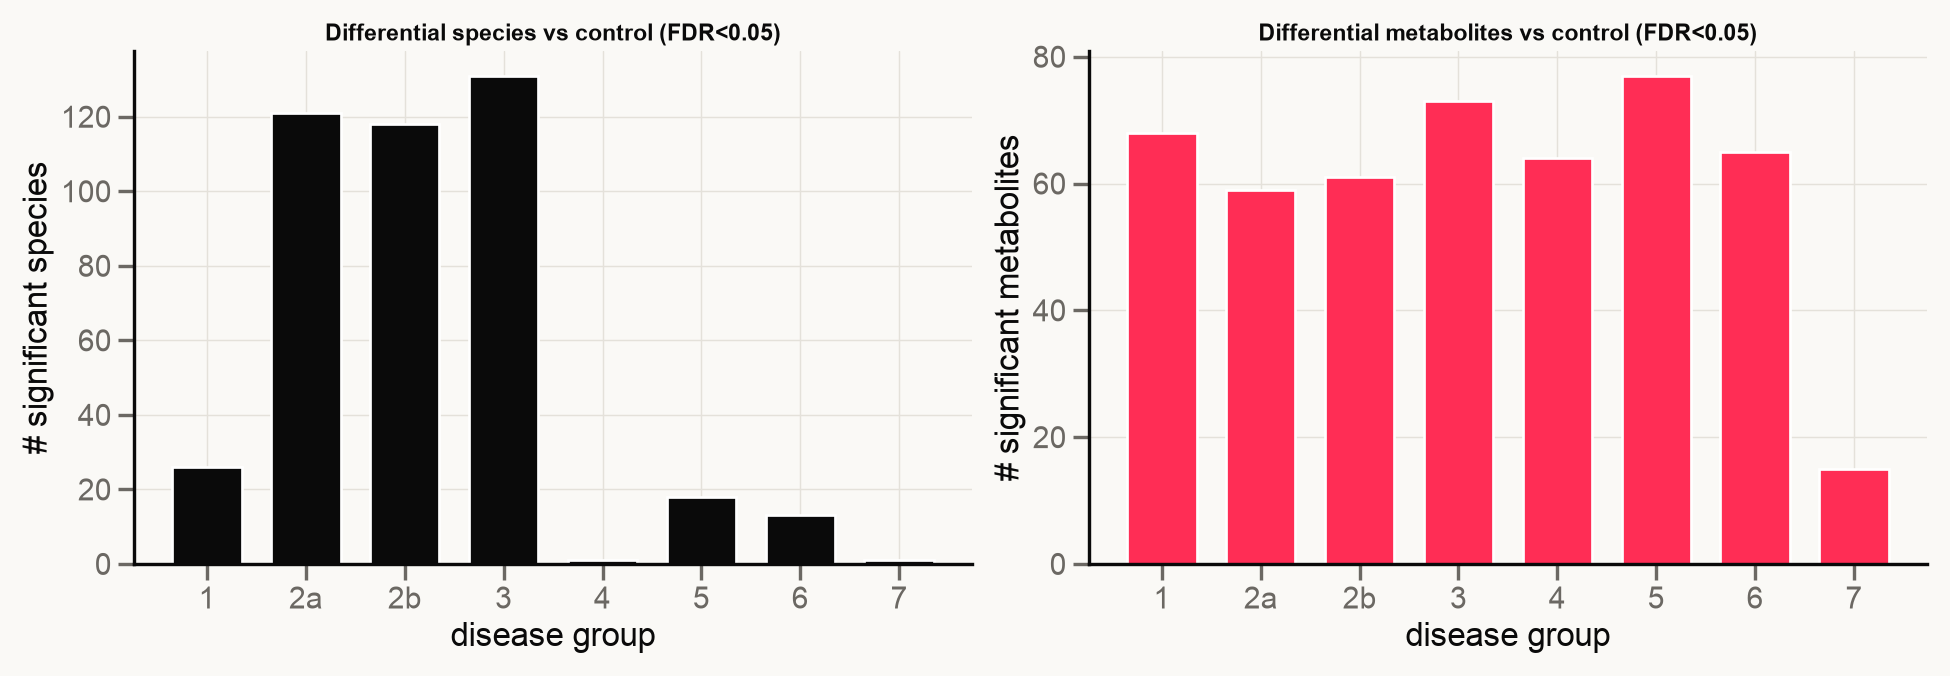 Differential species vs control (FDR<0.05)
# significant species
120
100
80
60
40
20
0
1 2a 2b 3 4 5 6 7
disease group
Differential metabolites vs control (FDR<0.05)
# significant metabolites
80
60
40
20
0
1 2a 2b 3 4 5 6 7
disease group